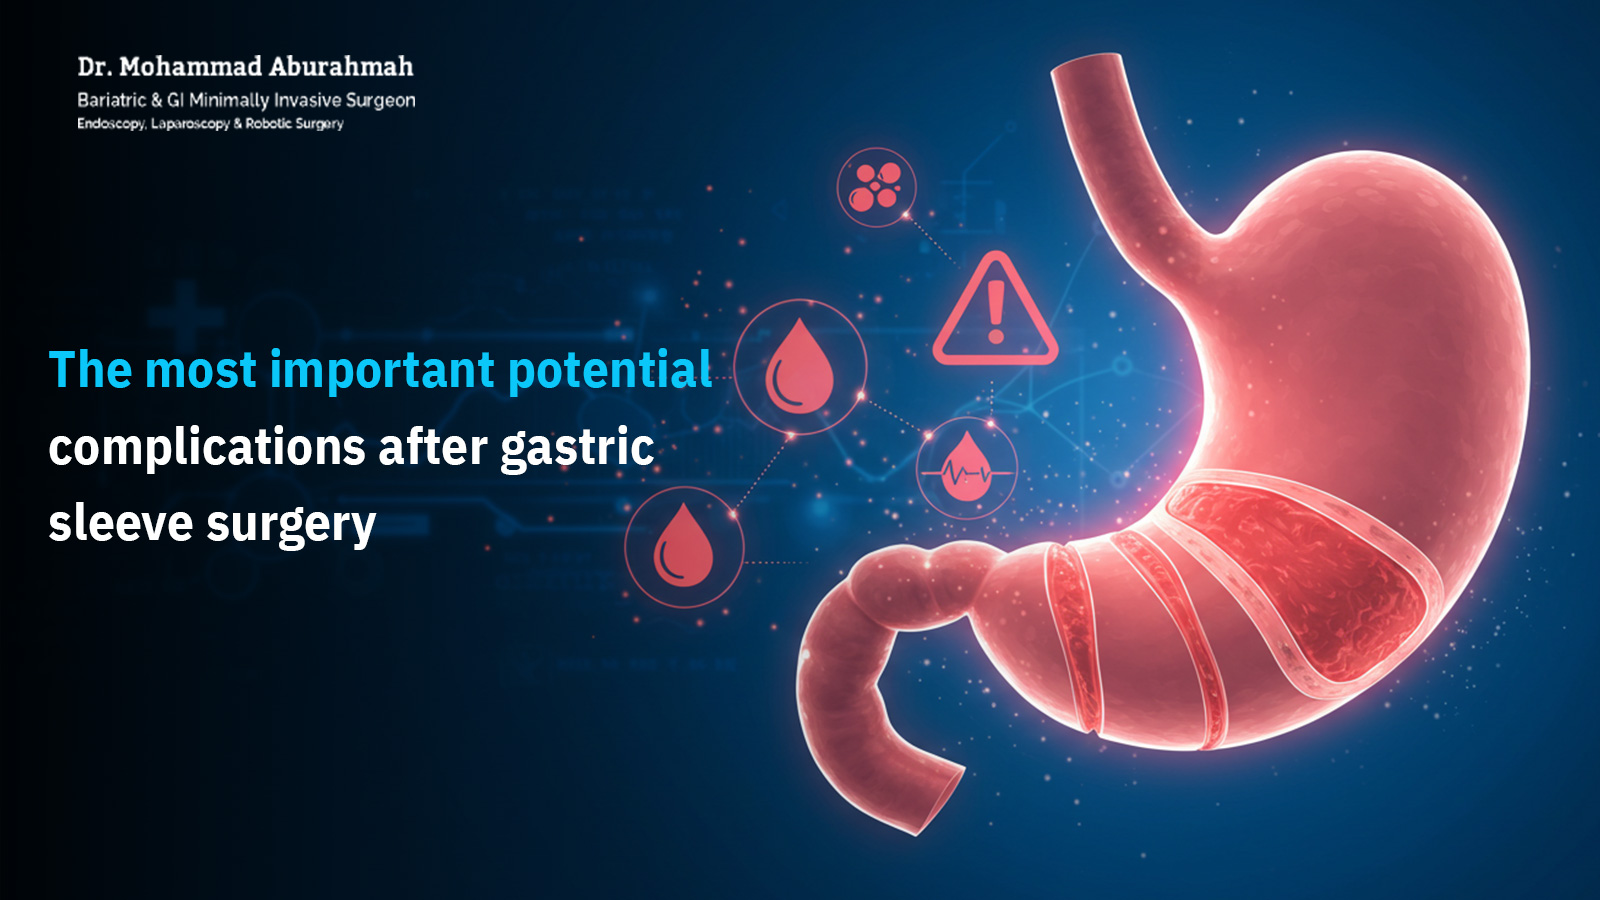 Dr. Mohammad Aburahmah
Bariatric & GI Minimally Invasive Surgeon
Endoscopy, Laparoscopy & Robotic Surgery
The most important potential
complications after gastric
sleeve surgery